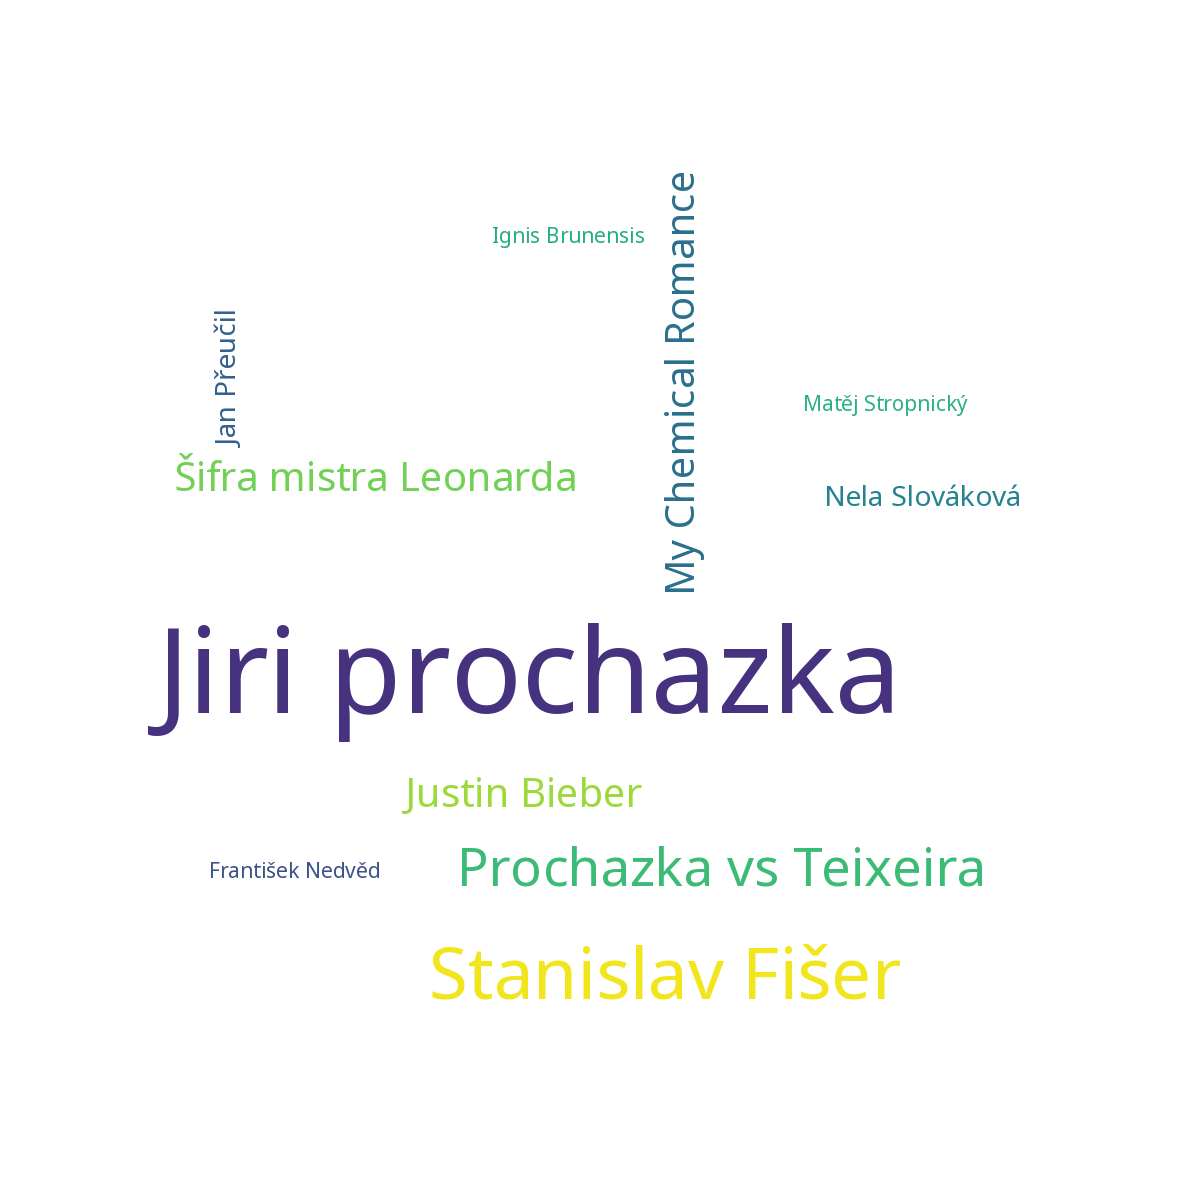 My Chemical Romance
Ignis Brunensis
Jan Přeučil
Matěj Stropnický
Šifra mistra Leonarda
Nela Slováková
Jiri prochazka
Justin Bieber
Prochazka vs Teixeira
František Nedvěd
Stanislav Fišer